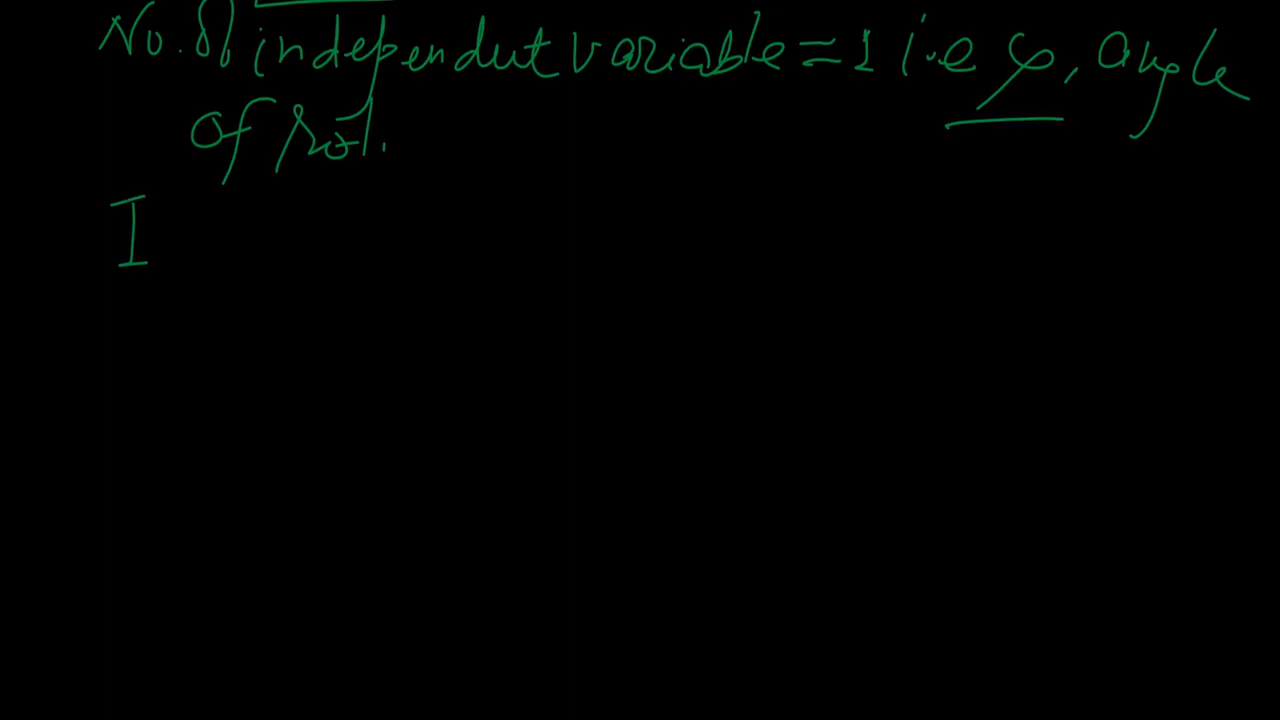 No. of independent variable = 1 i.e φ, angle
of rot.
I